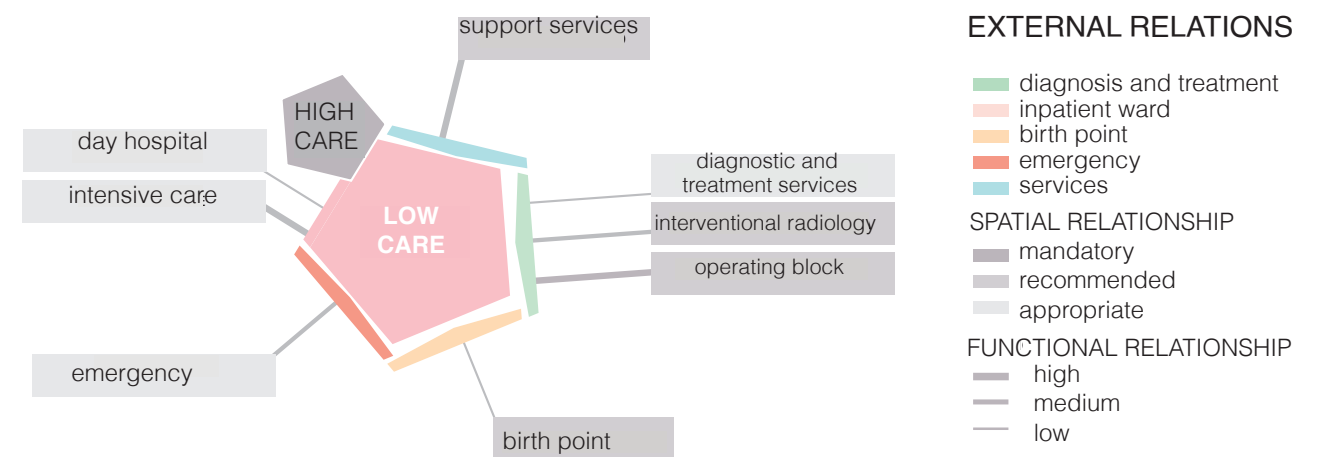 support services
HIGH
CARE
day hospital
intensive care
LOW
CARE
diagnostic and
treatment services
interventional radiology
operating block
emergency
birth point
EXTERNAL RELATIONS
diagnosis and treatment
inpatient ward
birth point
emergency
services
SPATIAL RELATIONSHIP
mandatory
recommended
appropriate
FUNCTIONAL RELATIONSHIP
high
medium
low